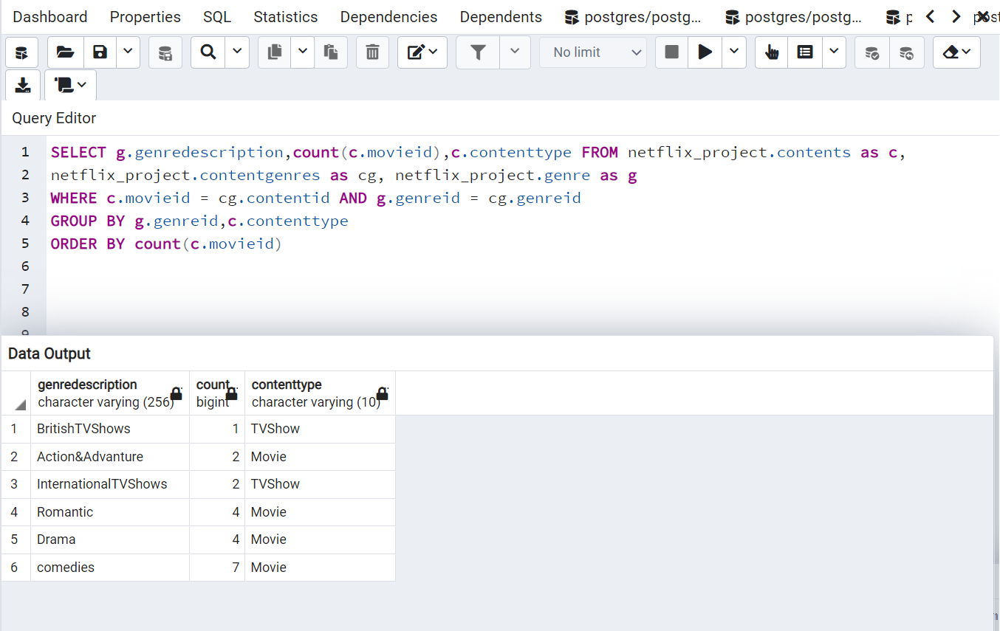 Dashboard Properties SQL Statistics Dependencies Dependents postgres/postg... postgres/postg... p
No limit
Query Editor
1 SELECT g.genredescription,count(c.movieid),c.contenttype FROM netflix_project.contents as c,
2 netflix_project.contentgenres as cg, netflix_project.genre as g
3 WHERE c.movieid = cg.contentid AND g.genreid = cg.genreid
4 GROUP BY g.genreid,c.contenttype
5 ORDER BY count(c.movieid)
6
7
8
9
Data Output
genredescription count contenttype
character varying (256) bigint character varying (10)
1 BritishTVShows 1 TVShow
2 Action&Advanture 2 Movie
3 InternationalTVShows 2 TVShow
4 Romantic 4 Movie
5 Drama 4 Movie
6 comedies 7 Movie